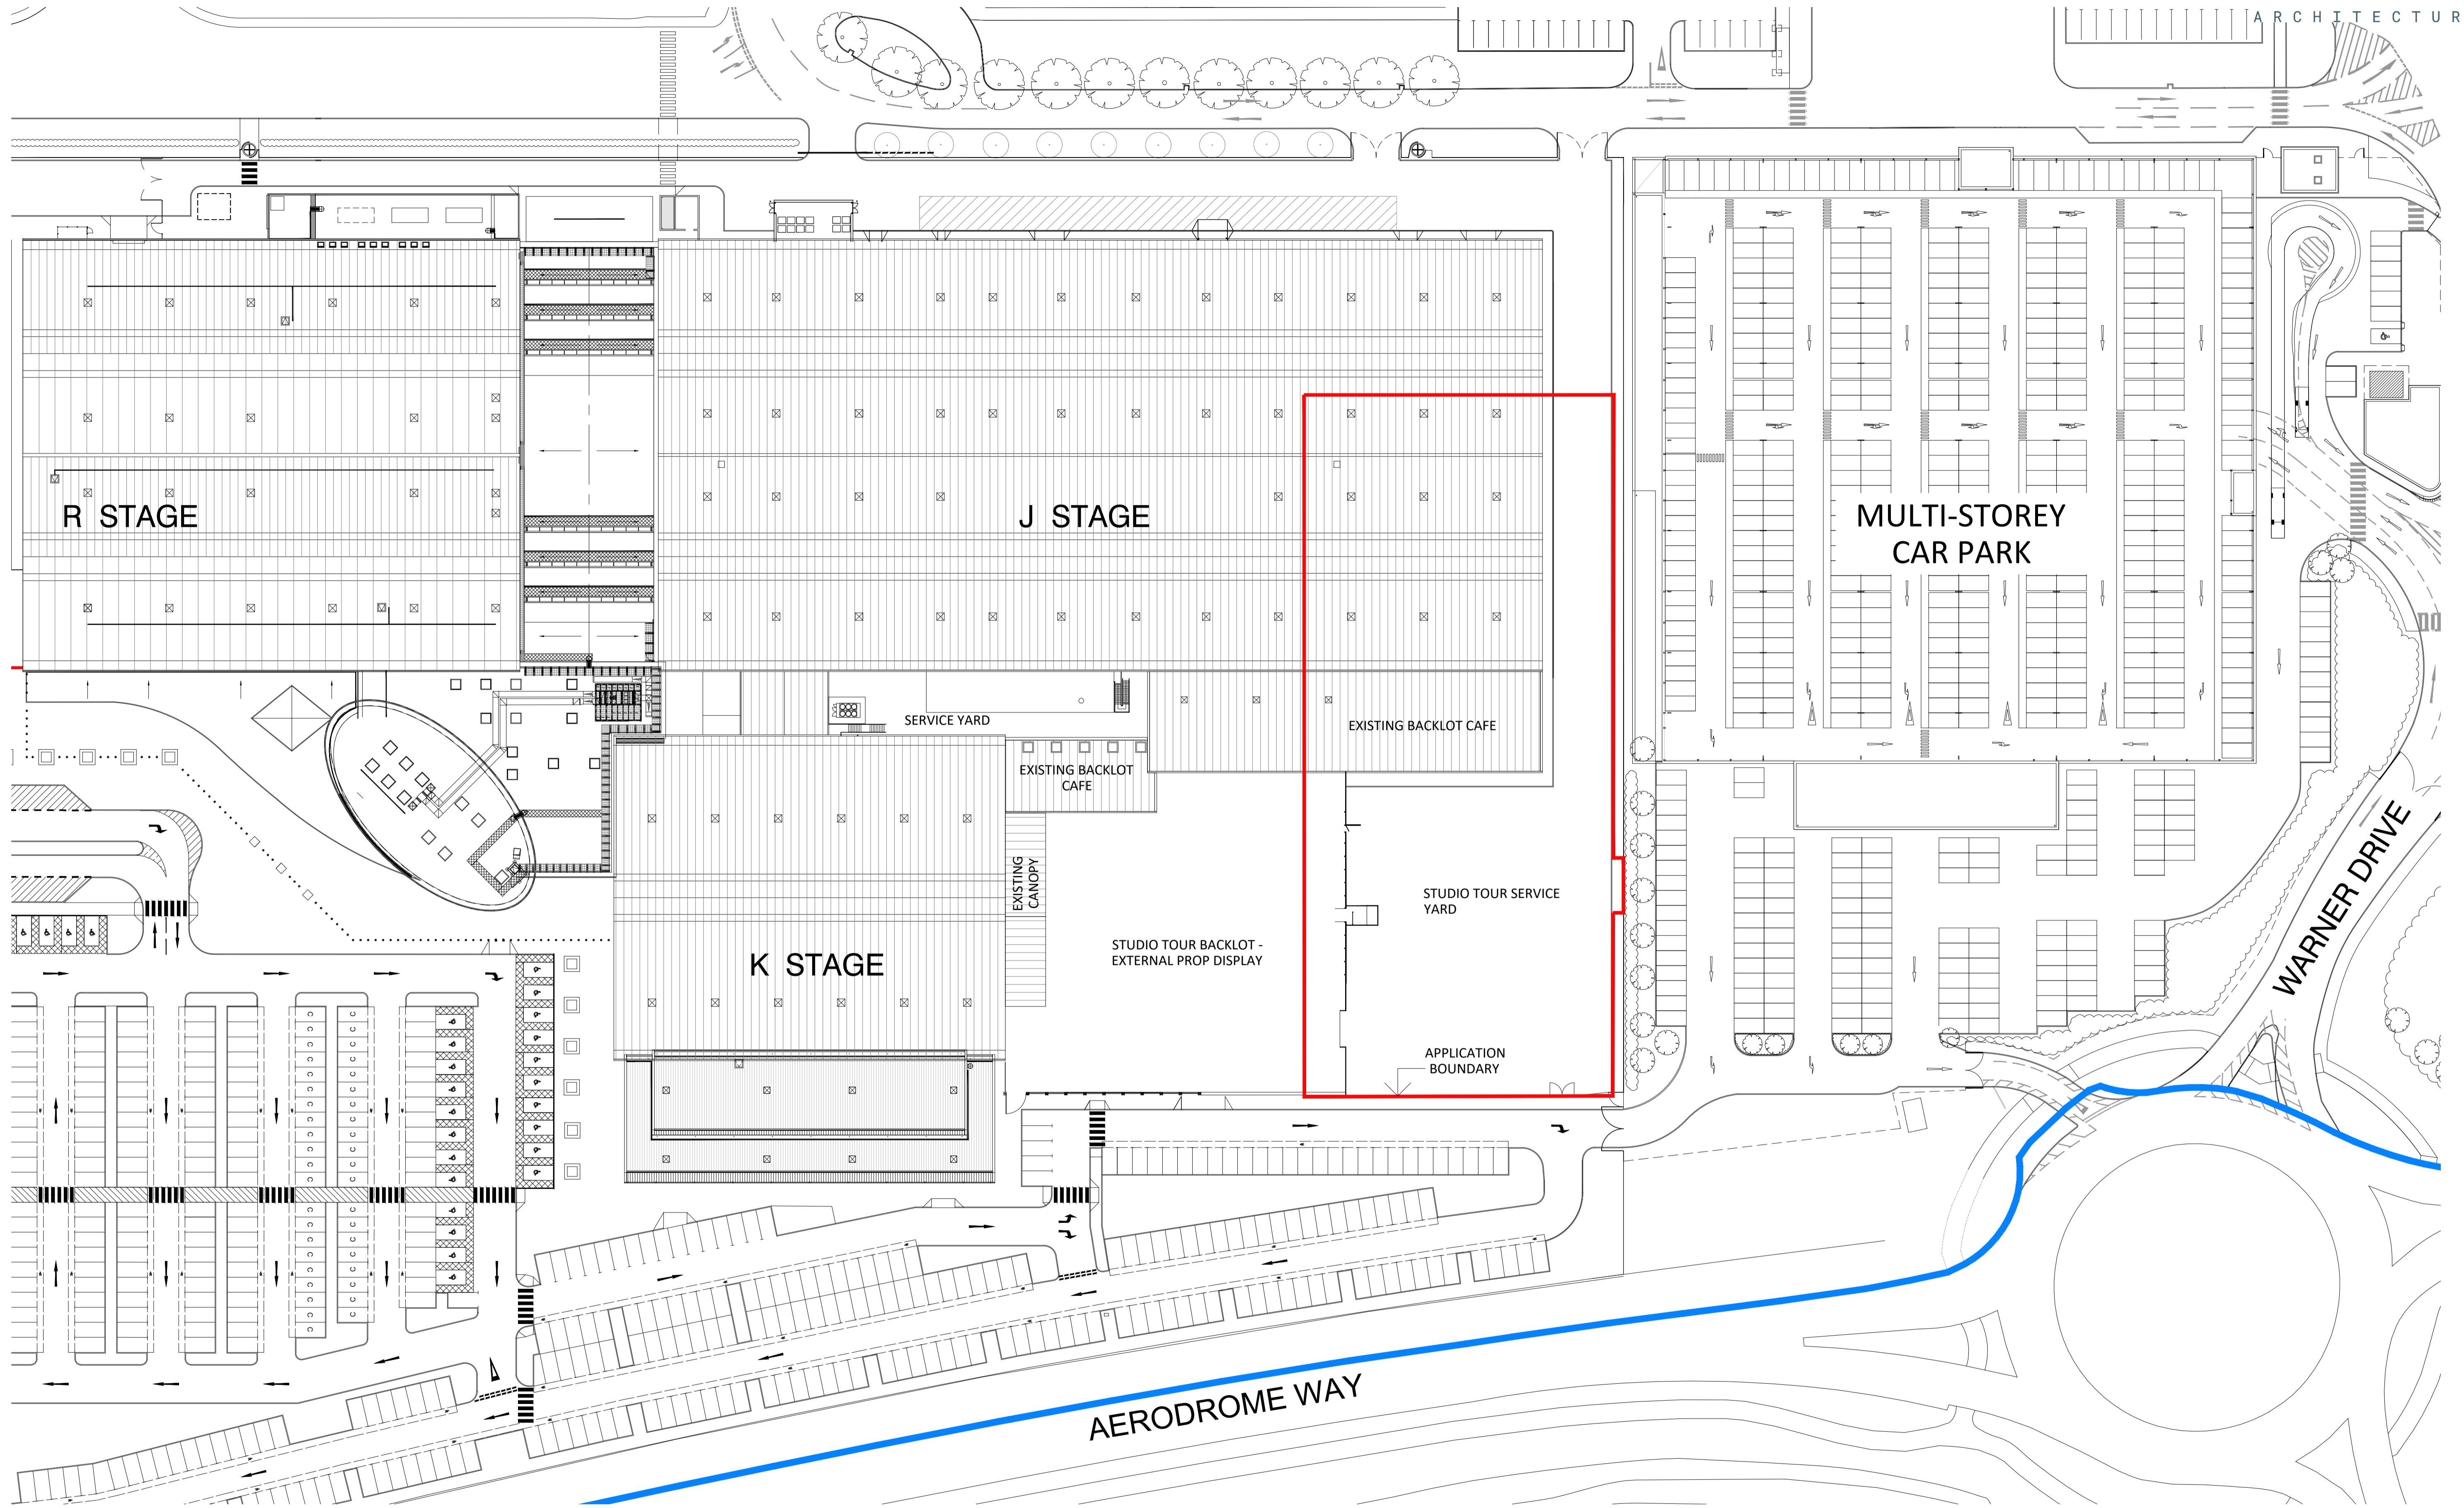 ARCHITECTUR
R STAGE
J STAGE
MULTI-STOREY
CAR PARK
SERVICE YARD
EXISTING BACKLOT CAFE
EXISTING BACKLOT
CAFE
EXISTING
CANOPY
STUDIO TOUR SERVICE
YARD
STUDIO TOUR BACKLOT -
EXTERNAL PROP DISPLAY
K STAGE
WARNER DRIVE
APPLICATION
BOUNDARY
AERODROME WAY